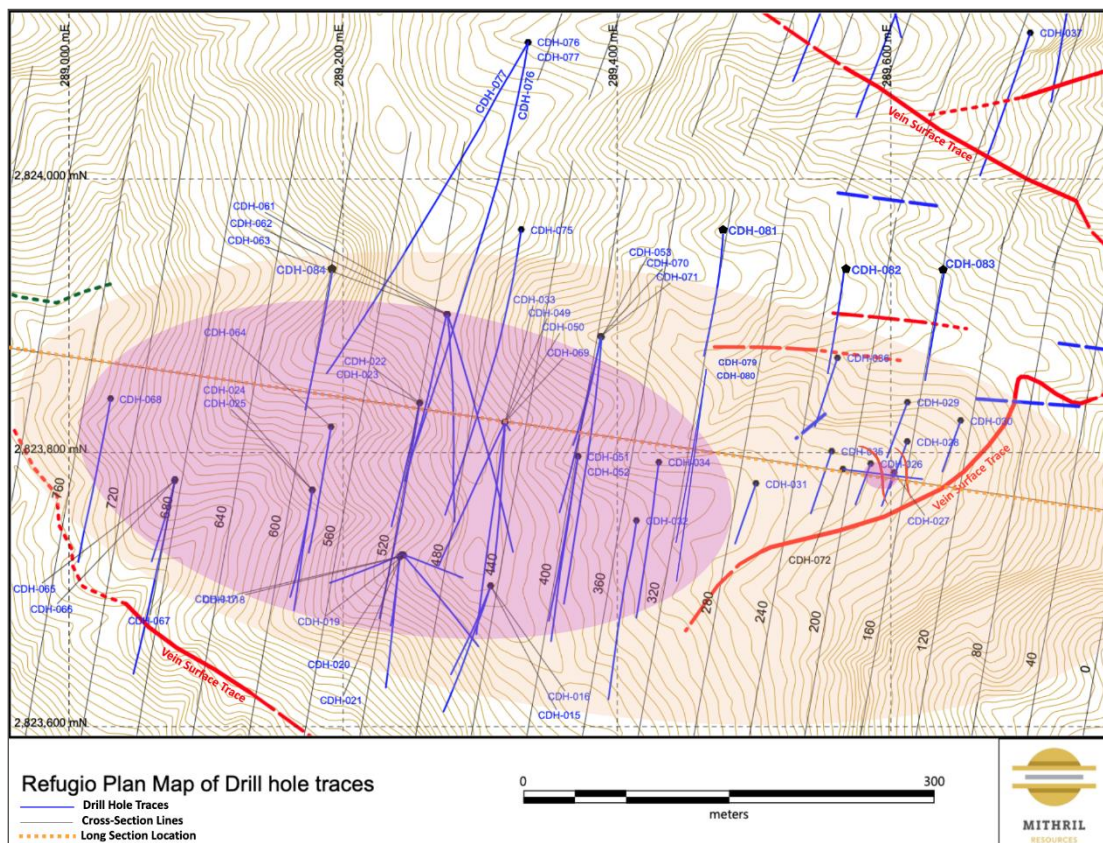 289,000 mE
289,200 mE
289,400 mE
289,600 mE
CDH-076
CDH-077
CDH-077
CDH-076
CDH-037
Vein Surface Trace
2,824,000 mN
CDH-061
CDH-062
CDH-063
CDH-084
CDH-075
CDH-081
CDH-053
CDH-070
CDH-071
CDH-082
CDH-083
CDH-033
CDH-049
CDH-050
CDH-069
CDH-064
CDH-022
CDH-023
CDH-079
CDH-080
CDH-024
CDH-025
CDH-068
CDH-029
CDH-028
CDH-035
CDH-026
CDH-051
CDH-052
CDH-034
CDH-031
CDH-032
CDH-027
CDH-072
Vein Surface Trace
2,823,800 mN
760
720
680
640
600
560
520
480
440
400
360
320
280
240
200
160
120
80
40
0
CDH-065
CDH-066
CDH-067
CDH-019
CDH-020
CDH-021
CDH-016
CDH-015
Vein Surface Trace
2,823,600 mN
Refugio Plan Map of Drill hole traces
Drill Hole Traces
Cross-Section Lines
Long Section Location
0
300
meters
MITHRIL
RESOURCES